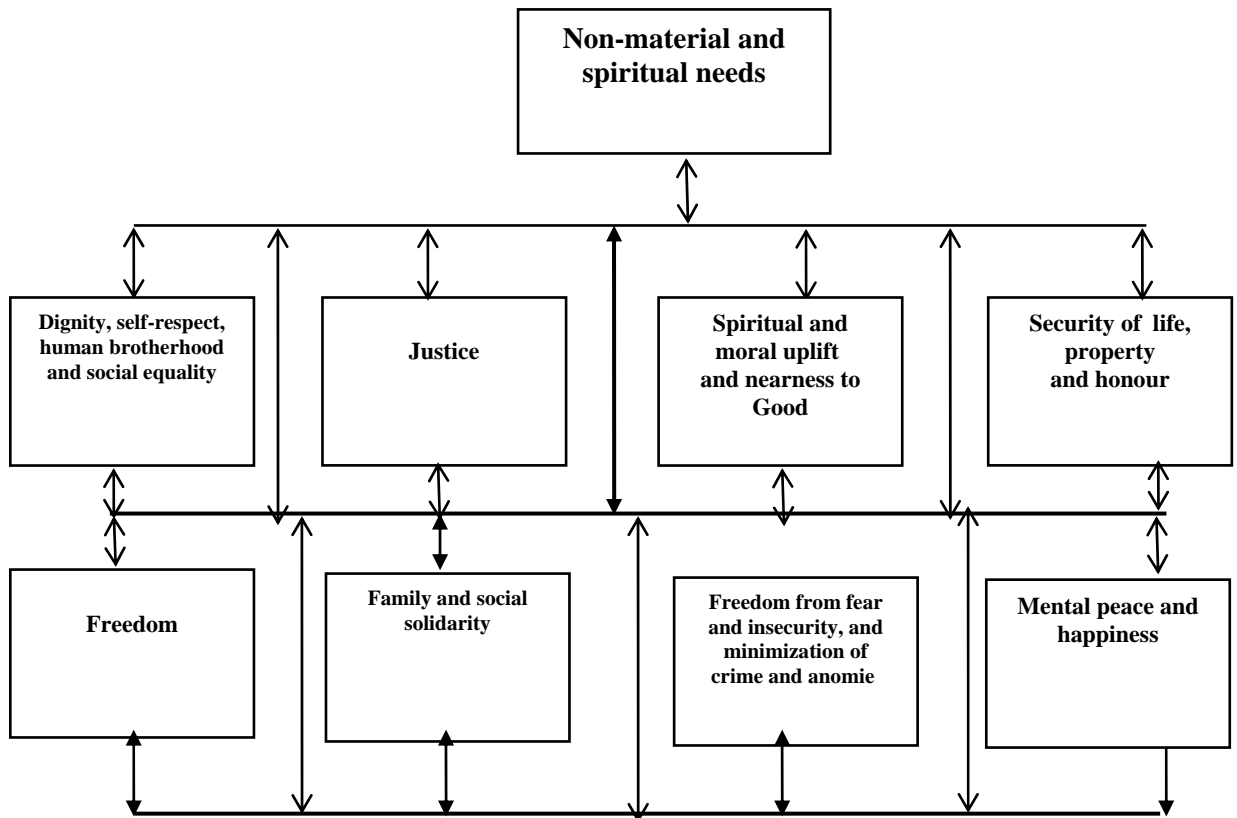 Non-material and
spiritual needs
Dignity, self-respect,
human brotherhood
and social equality
Justice
Spiritual and
moral uplift
and nearness to
Good
Security of life,
property
and honour
Freedom
Family and social
solidarity
Freedom from fear
and insecurity, and
minimization of
crime and anomie
Mental peace and
happiness